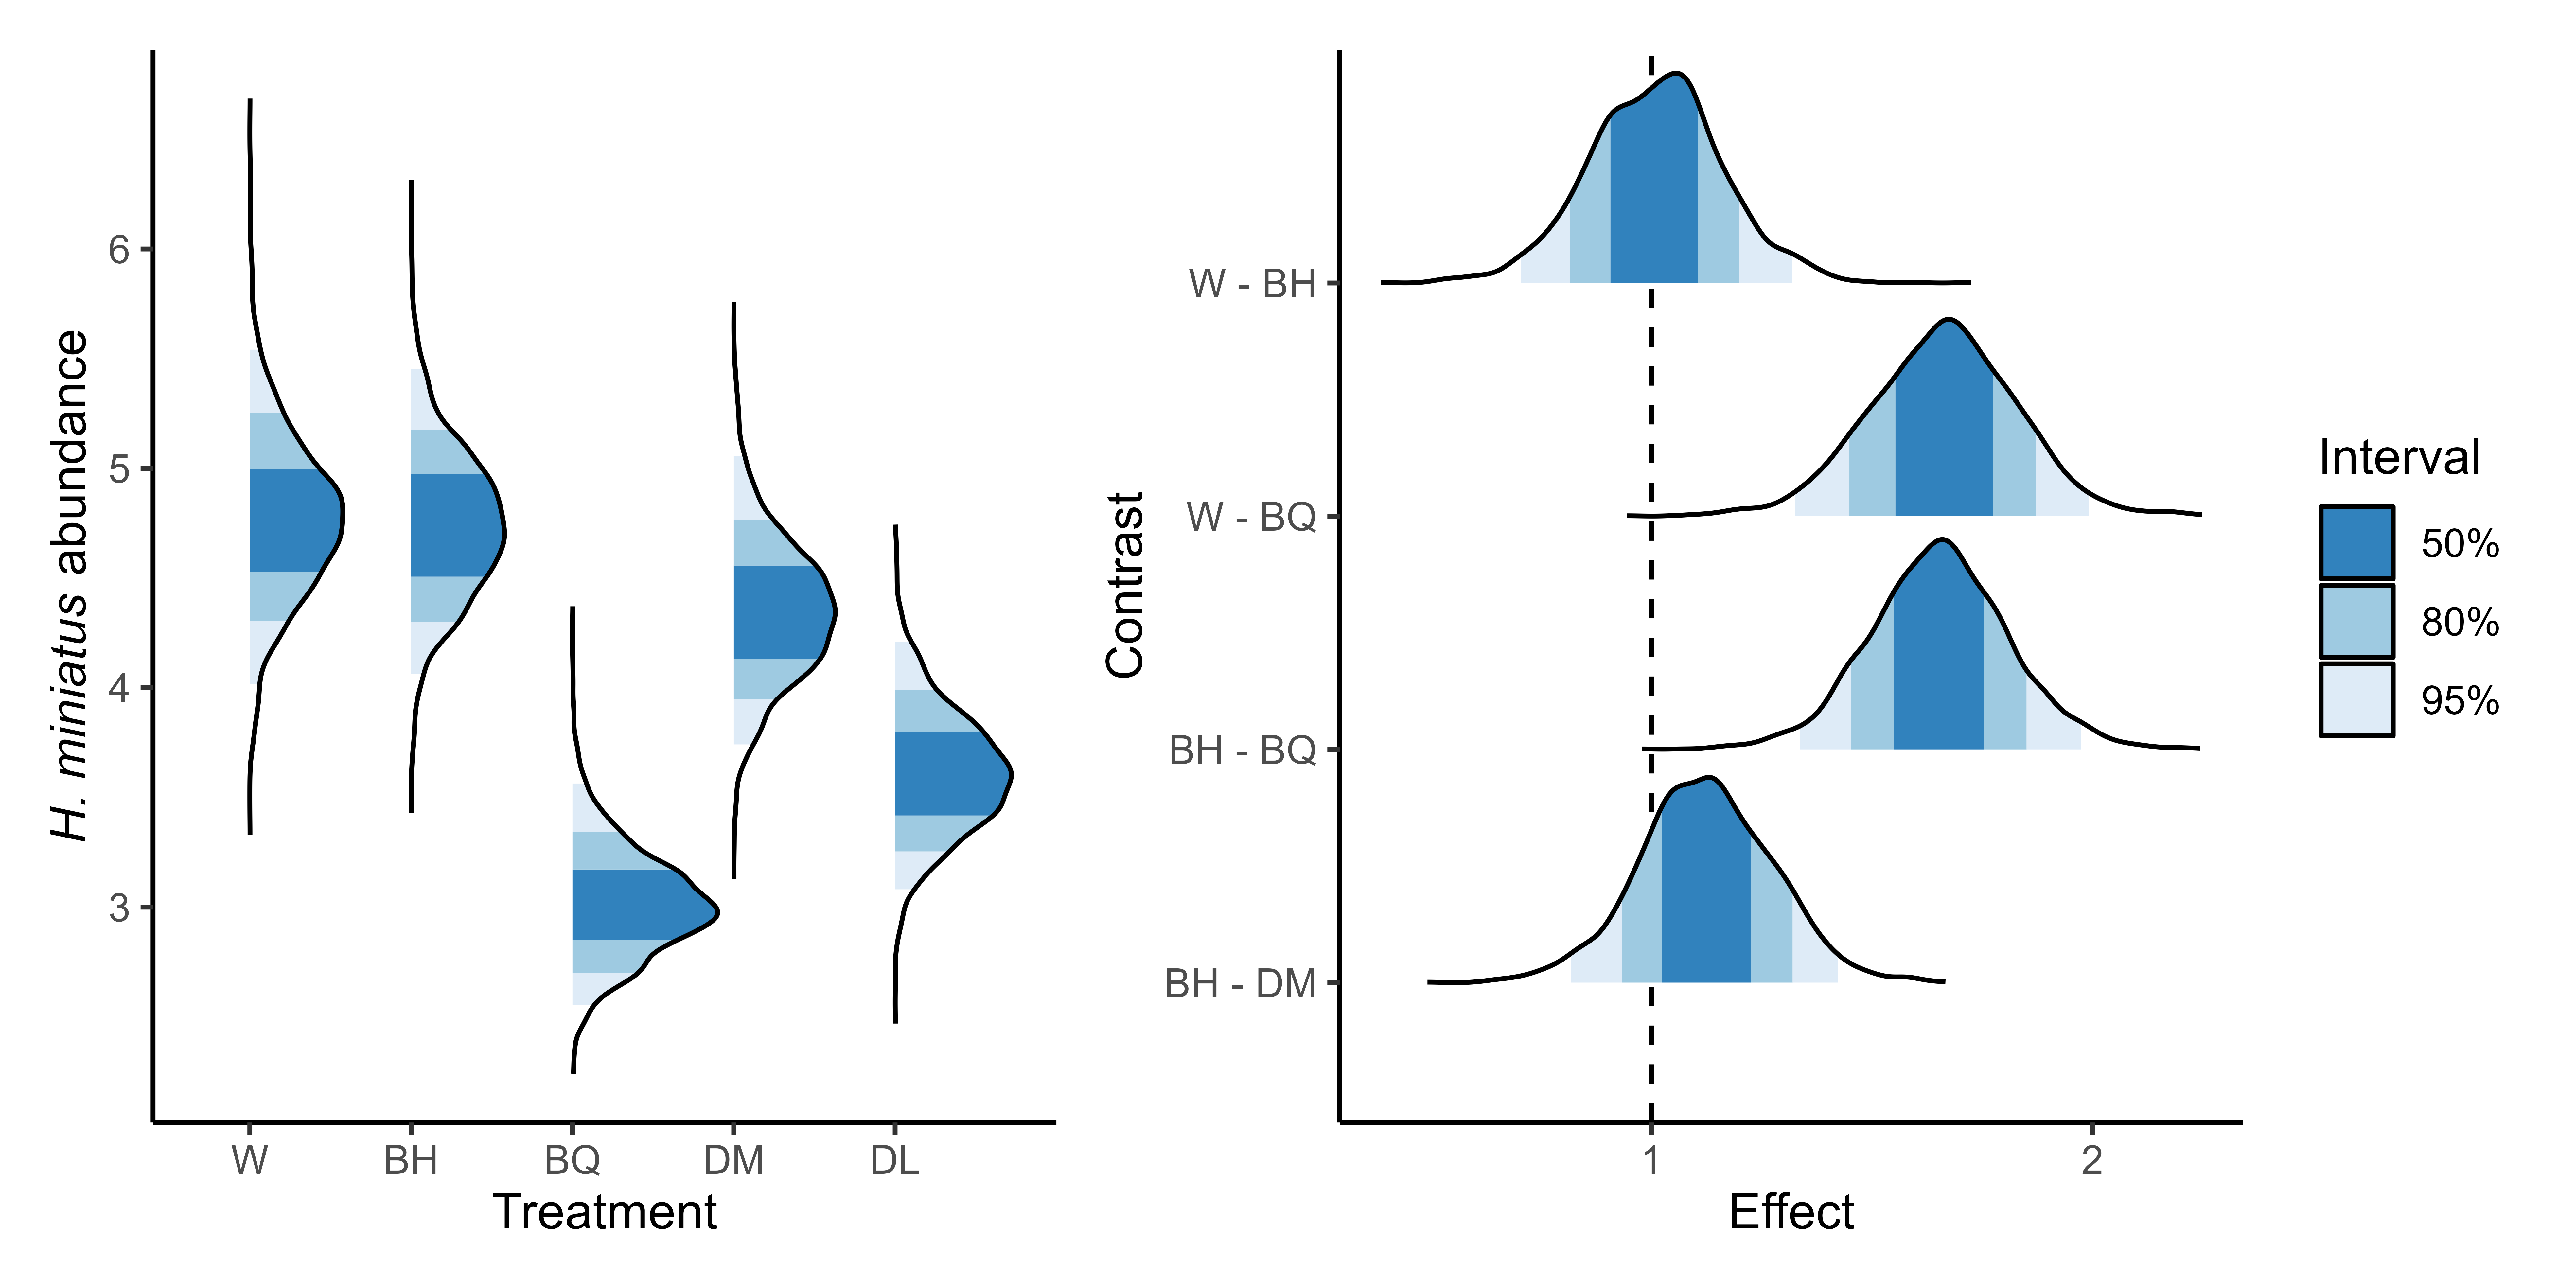 H. miniatus abundance
6
5
4
3
W
BH
BQ
DM
DL
Treatment
Contrast
W - BH
W - BQ
BH - BQ
BH - DM
1
2
Effect
Interval
50%
80%
95%